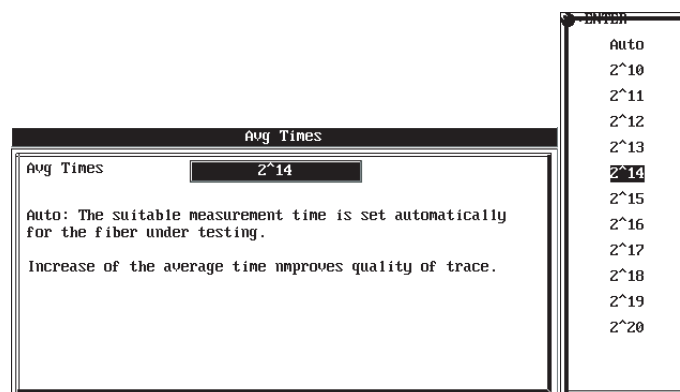 Avg Times
Avg Times 2^14
Auto: The suitable measurement time is set automatically
for the fiber under testing.
Increase of the average time nmproves quality of trace.
ENTER
Auto
2^10
2^11
2^12
2^13
2^14
2^15
2^16
2^17
2^18
2^19
2^20